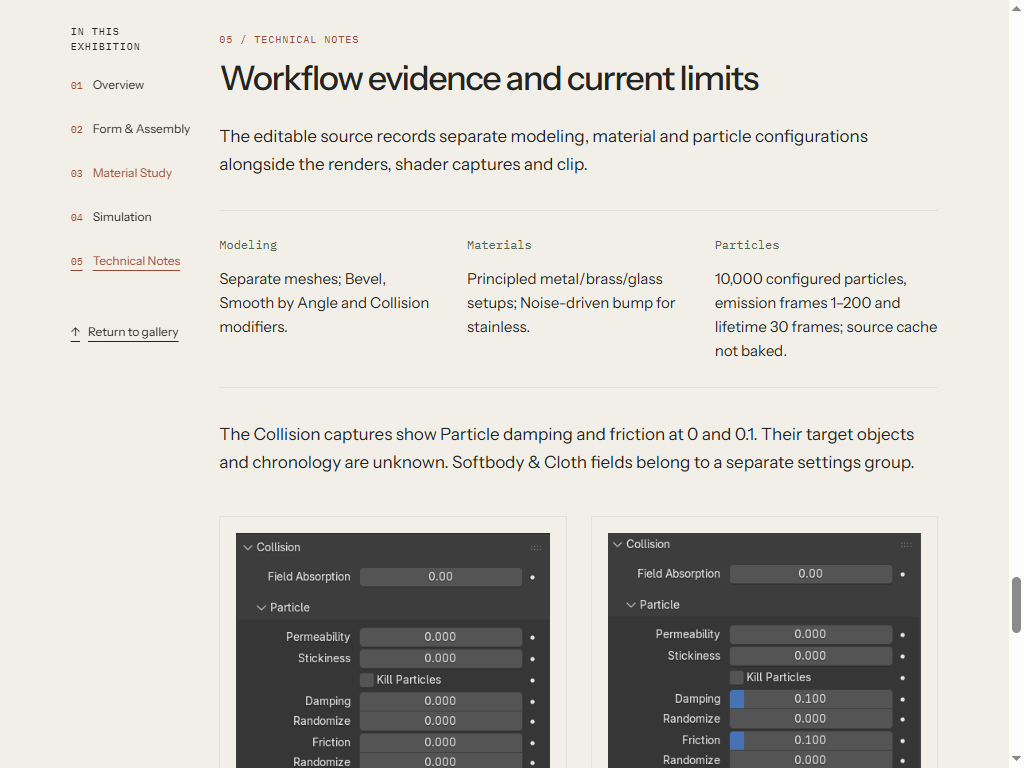 IN THIS
EXHIBITION
01 Overview
02 Form & Assembly
03 Material Study
04 Simulation
05 Technical Notes
↑ Return to gallery
05 / TECHNICAL NOTES
Workflow evidence and current limits
The editable source records separate modeling, material and particle configurations
alongside the renders, shader captures and clip.
Modeling
Separate meshes; Bevel,
Smooth by Angle and Collision
modifiers.
Materials
Principled metal/brass/glass
setups; Noise-driven bump for
stainless.
Particles
10,000 configured particles,
emission frames 1–200 and
lifetime 30 frames; source cache
not baked.
The Collision captures show Particle damping and friction at 0 and 0.1. Their target objects
and chronology are unknown. Softbody & Cloth fields belong to a separate settings group.
Collision
Field Absorption 0.00
Particle
Permeability 0.000
Stickiness 0.000
Kill Particles
Damping 0.000
Randomize 0.000
Friction 0.000
Randomize 0.000
Collision
Field Absorption 0.00
Particle
Permeability 0.000
Stickiness 0.000
Kill Particles
Damping 0.100
Randomize 0.000
Friction 0.100
Randomize 0.000